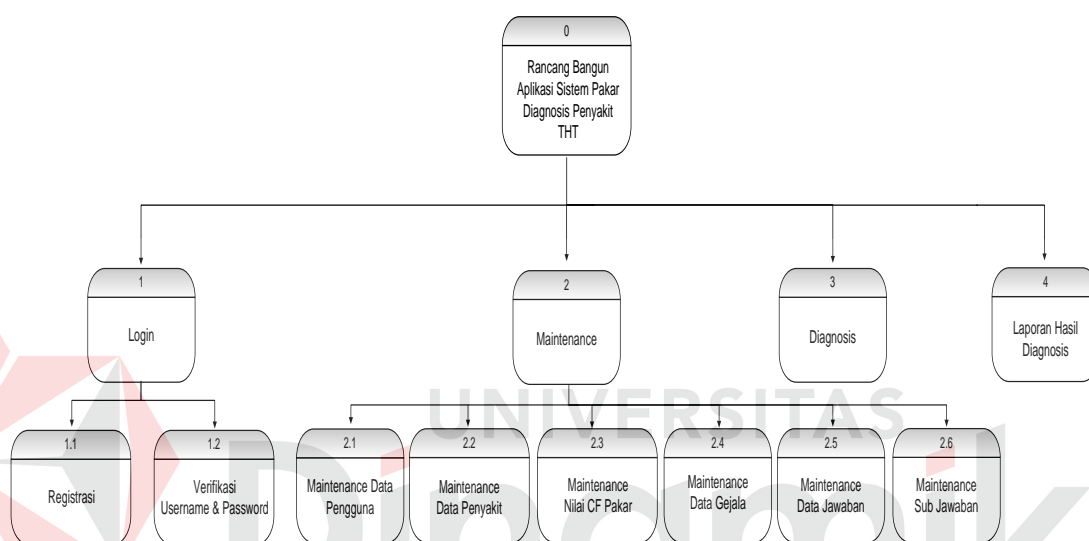 0
Rancang Bangun
Aplikasi Sistem Pakar
Diagnosis Penyakit
THT
1
Login
2
Maintenance
3
Diagnosis
4
Laporan Hasil
Diagnosis
UNIVERSITAS
Dinamika
1.1
Registrasi
1.2
Verifikasi
Username & Password
2.1
Maintenance Data
Pengguna
2.2
Maintenance
Data Penyakit
2.3
Maintenance
Nilai CF Pakar
2.4
Maintenance
Data Gejala
2.5
Maintenance
Data Jawaban
2.6
Maintenance
Sub Jawaban